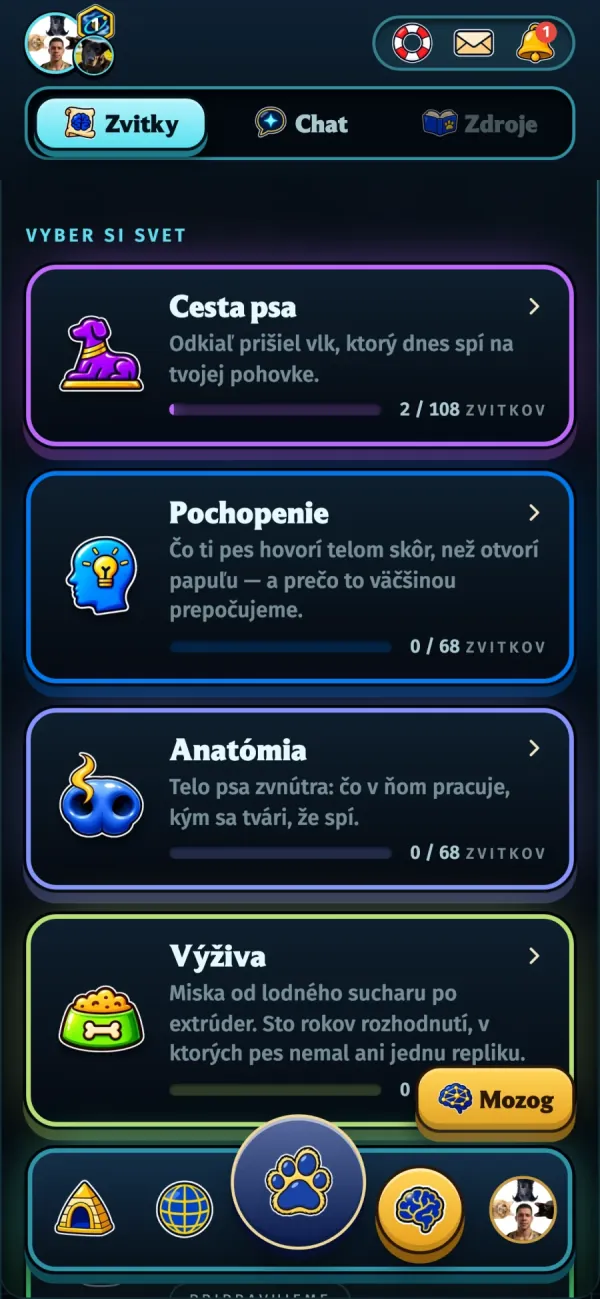 1
1
Zvitky
Chat
Zdroje
VYBER SI SVET
Cesta psa
Odkiaľ prišiel vlk, ktorý dnes spí na
tvojej pohovke.
2 / 108 ZVITKOV
Pochopenie
Čo ti pes hovorí telom skôr, než otvorí
papuľu — a prečo to väčšinou
prepočujeme.
0 / 68 ZVITKOV
Anatómia
Telo psa zvnútra: čo v ňom pracuje,
kým sa tvári, že spí.
0 / 68 ZVITKOV
Výživa
Miska od lodného sucharu po
extrúder. Sto rokov rozhodnutí, v
ktorých pes nemal ani jednu repliku.
0
Mozog